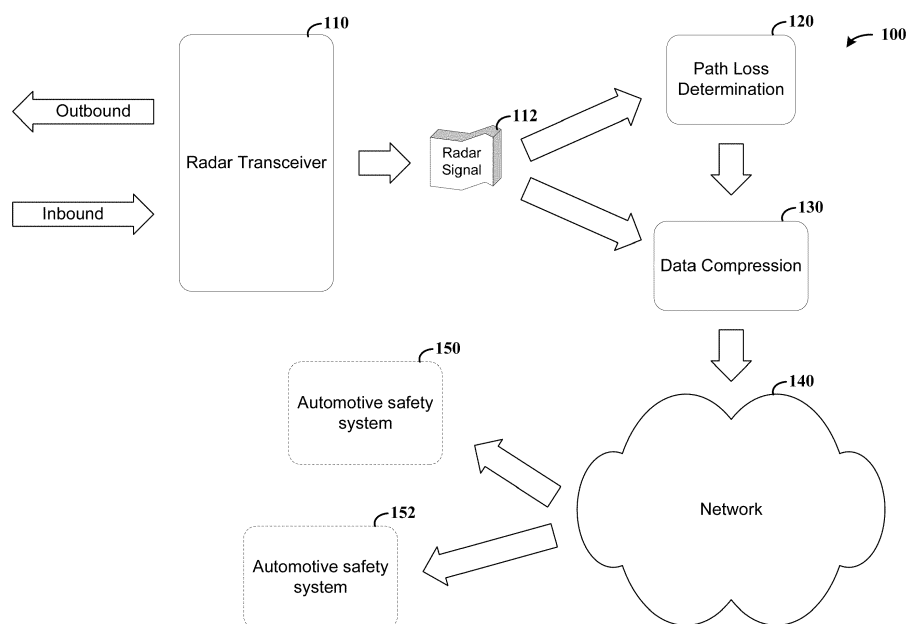 110
120
100
Path Loss
Determination
Outbound
112
Radar Transceiver
Radar
Signal
Inbound
130
Data Compression
150
140
Automotive safety
system
Network
152
Automotive safety
system